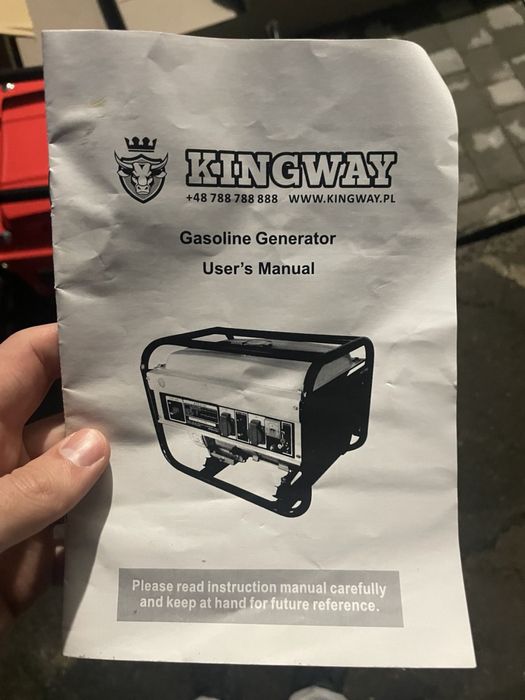 KINGWAY
+48 788 788 888 WWW.KINGWAY.PL
Gasoline Generator
User's Manual
Please read instruction manual carefully
and keep at hand for future reference.